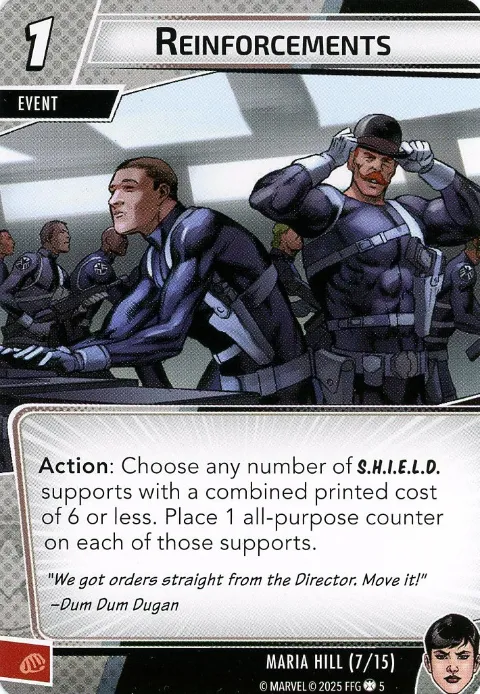 1
REINFORCEMENTS
EVENT
Action: Choose any number of S.H.I.E.L.D.
supports with a combined printed cost
of 6 or less. Place 1 all-purpose counter
on each of those supports.
"We got orders straight from the Director. Move it!"
–Dum Dum Dugan
MARIA HILL (7/15)
© MARVEL © 2025 FFG 5